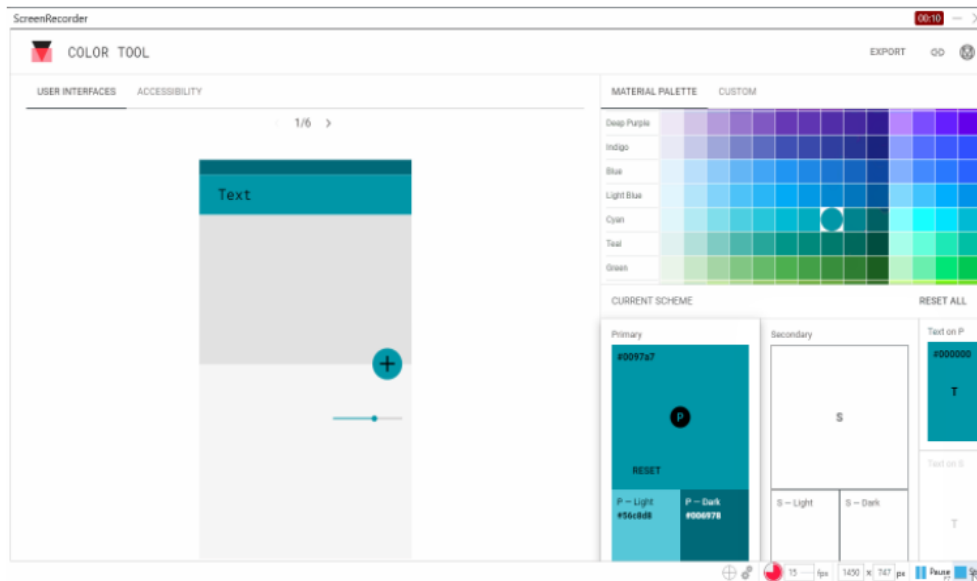 ScreenRecorder 00:10
COLOR TOOL EXPORT
USER INTERFACES ACCESSIBILITY
1/6
Text
MATERIAL PALETTE CUSTOM
Deep Purple
Indigo
Blue
Light Blue
Cyan
Teal
Green
CURRENT SCHEME RESET ALL
Primary
#0097a7
P
RESET
P — Light
#56c8d8
P — Dark
#006978
Secondary
S
S — Light
S — Dark
Text on P
#000000
T
Text on S
T
15 fps 1450 x 747 px Pause